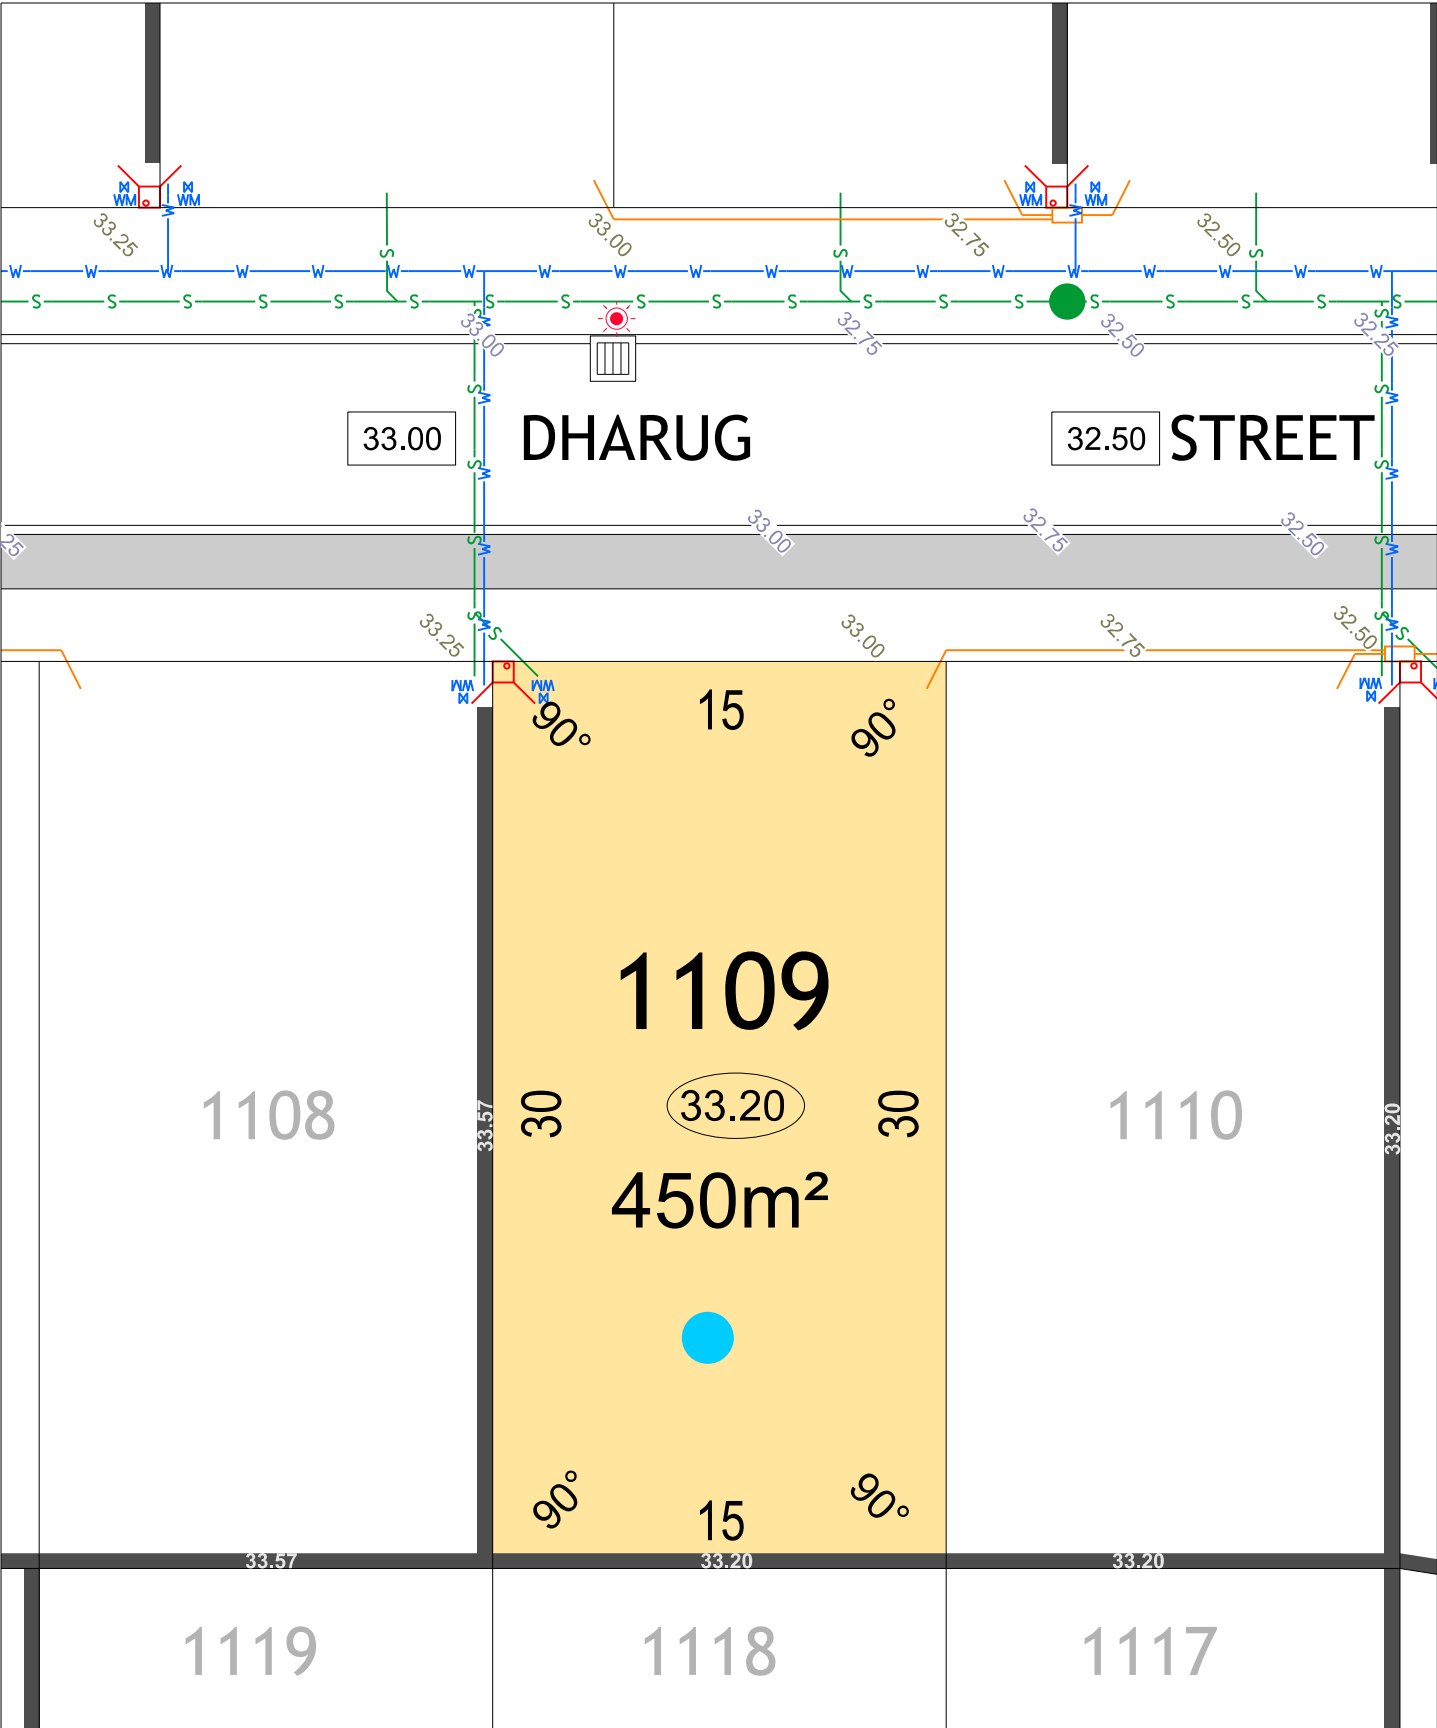 WM WM WM WM
33.25 33.00 32.75 32.50
W W W W W W W W W W W W W W W W W W W
S S S S S S S S S S S S S S S S S S S
33.00 32.75 32.50 32.25
33.00 DHARUG 32.50 STREET
25 33.00 32.75 32.50
33.25 33.00 32.75 32.50
WM WM WM
90° 15 90°
1109
1108 33.57 30 33.20 30 1110 33.20
450m²
90° 15 90°
33.57 33.20 33.20
1119 1118 1117